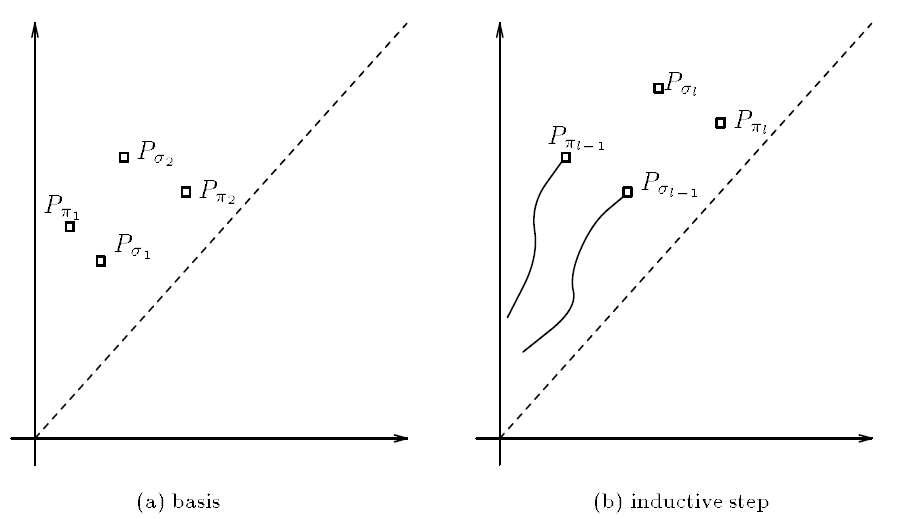 P_{σ_2}
P_{π_2}
P_{π_1}
P_{σ_1}
(a) basis
P_{σ_l}
P_{π_l}
P_{π_{l-1}}
P_{σ_{l-1}}
(b) inductive step